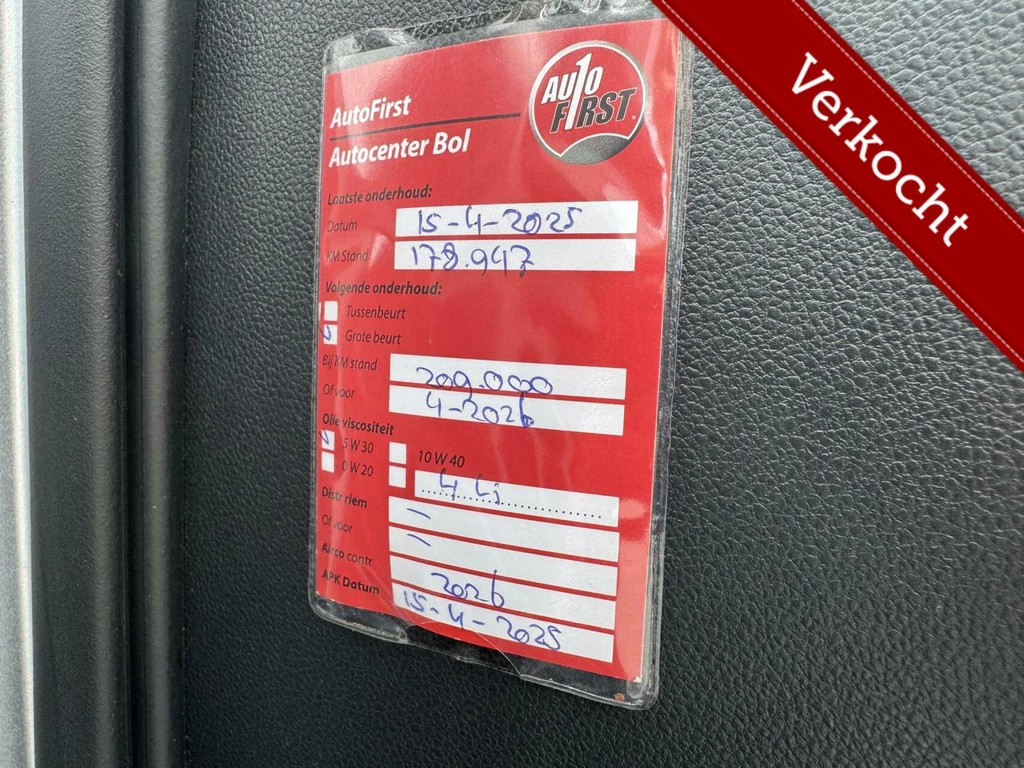 Verkocht
AUTO
FIRST
AutoFirst
Autocenter Bol
Laatste onderhoud:
Datum 15-4-2025
KM Stand 178.947
Volgende onderhoud:
Tussenbeurt
Grote beurt
Bij KM stand 209.000
Of voor 4-2026
Olie viscositeit
5 W 30
10 W 40
0 W 20 4 Li
Distr riem –
Of voor –
Airco contr 2026
APK Datum 15-4-2025